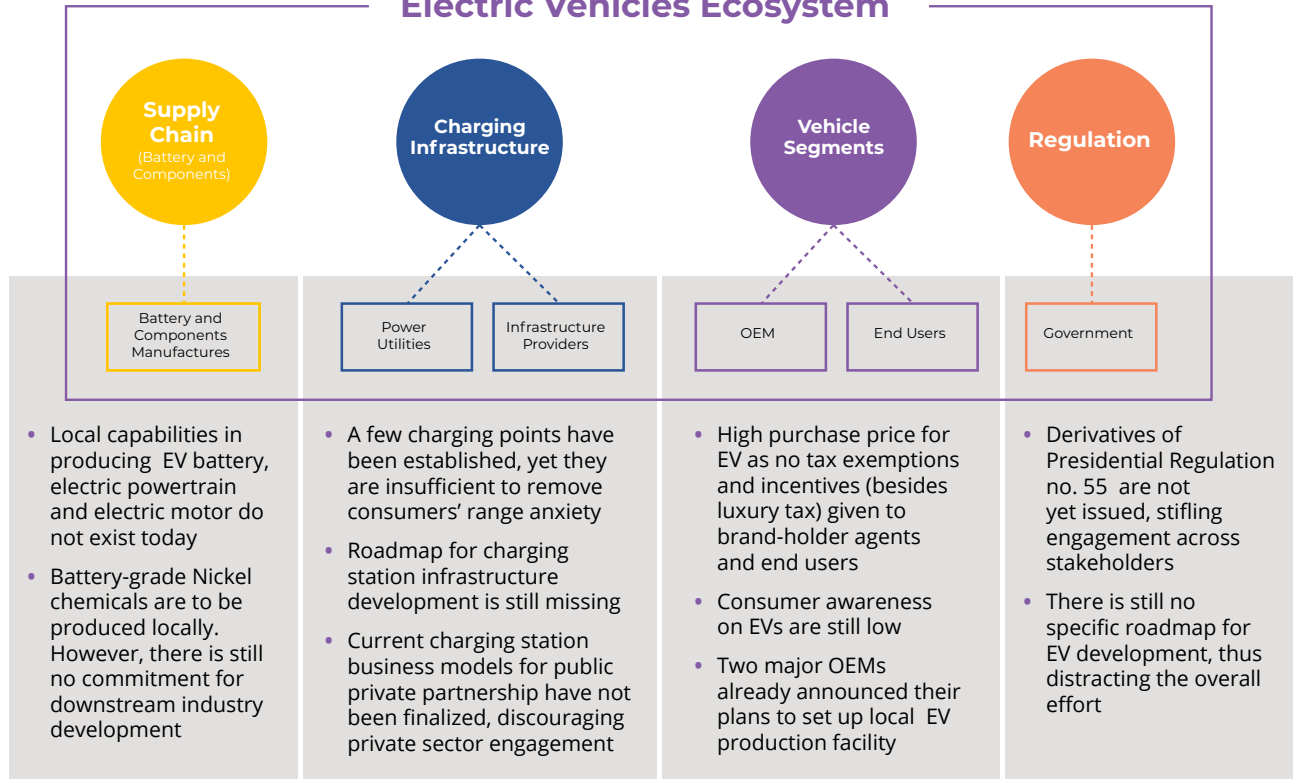 Electric Vehicles Ecosystem
Supply
Chain
(Battery and
Components)
Charging
Infrastructure
Vehicle
Segments
Regulation
Battery and
Components
Manufactures
Power
Utilities
Infrastructure
Providers
OEM
End Users
Government
• Local capabilities in
producing EV battery,
electric powertrain
and electric motor do
not exist today
• Battery-grade Nickel
chemicals are to be
produced locally.
However, there is still
no commitment for
downstream industry
development
• A few charging points have
been established, yet they
are insufficient to remove
consumers’ range anxiety
• Roadmap for charging
station infrastructure
development is still missing
• Current charging station
business models for public
private partnership have not
been finalized, discouraging
private sector engagement
• High purchase price for
EV as no tax exemptions
and incentives (besides
luxury tax) given to
brand-holder agents
and end users
• Consumer awareness
on EVs are still low
• Two major OEMs
already announced their
plans to set up local EV
production facility
• Derivatives of
Presidential Regulation
no. 55 are not
yet issued, stifling
engagement across
stakeholders
• There is still no
specific roadmap for
EV development, thus
distracting the overall
effort